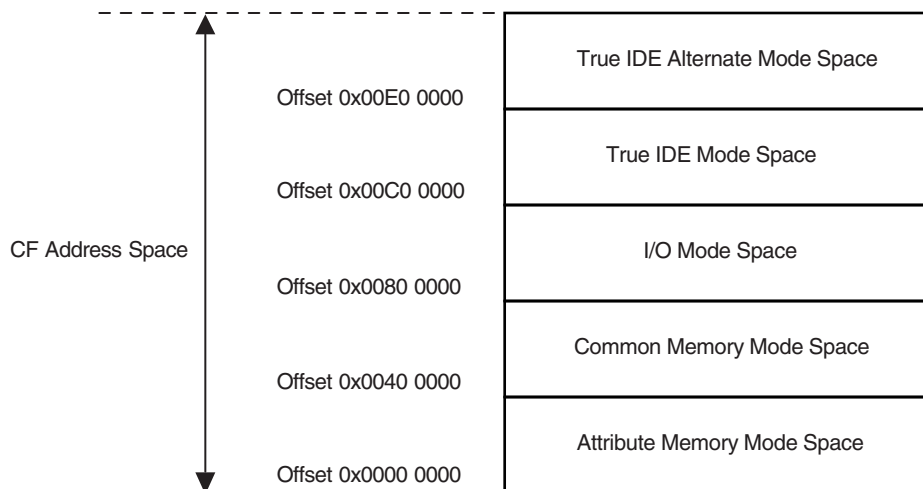 True IDE Alternate Mode Space
Offset 0x00E0 0000
True IDE Mode Space
Offset 0x00C0 0000
CF Address Space
I/O Mode Space
Offset 0x0080 0000
Common Memory Mode Space
Offset 0x0040 0000
Attribute Memory Mode Space
Offset 0x0000 0000